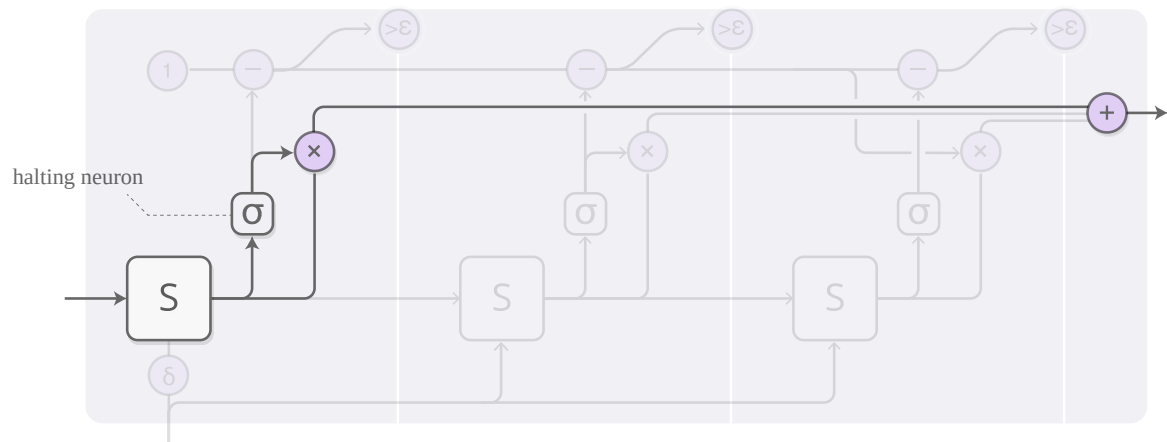 >ε >ε >ε
1 − − −
+
× × ×
halting neuron
σ σ σ
S S S
δ